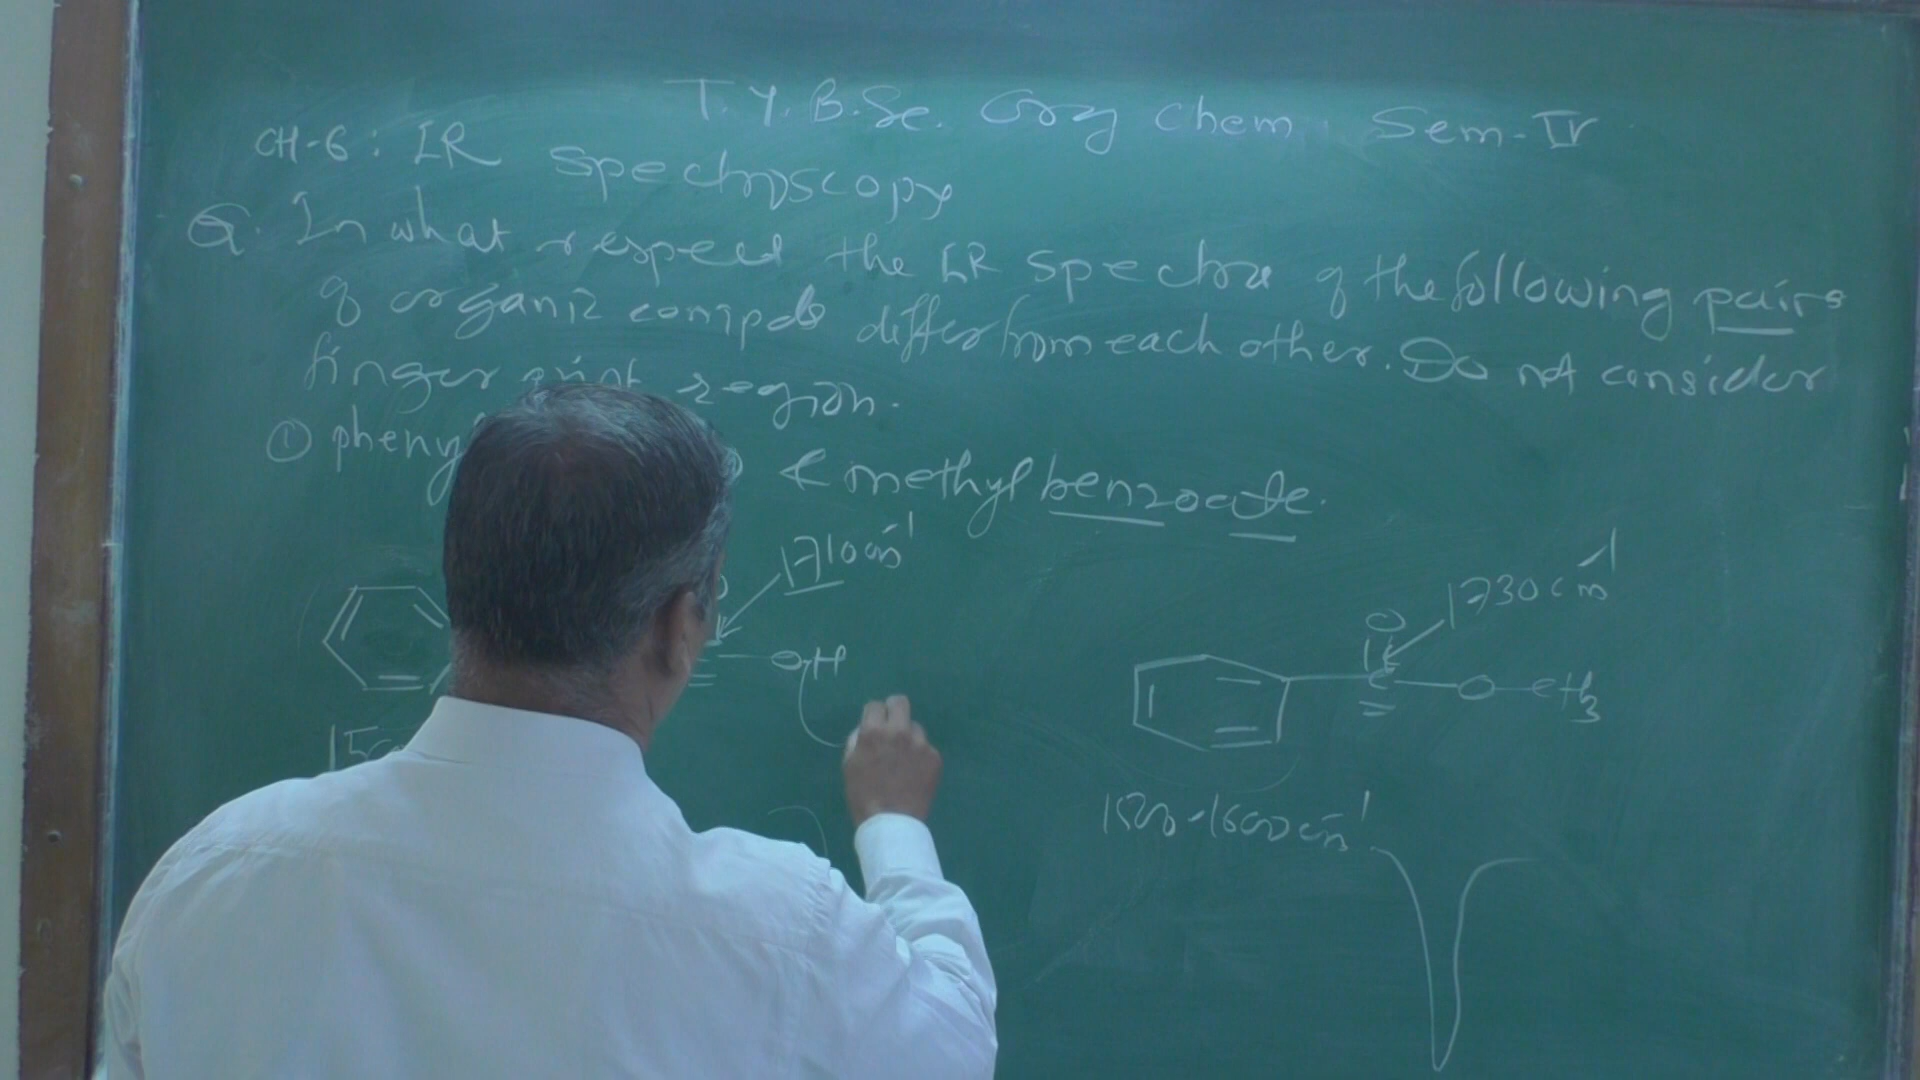 T.Y.B.Sc. Org Chem. Sem-IV
CH-6: IR Spectroscopy
Q. In what respect the IR spectra of the following pairs
of organic compds differ from each other. Do not consider
finger print region.
① pheny & methyl benzoate.
1710 cm⁻¹
O-H
150
1730 cm⁻¹
O
C-O-CH3
1500-1600 cm⁻¹